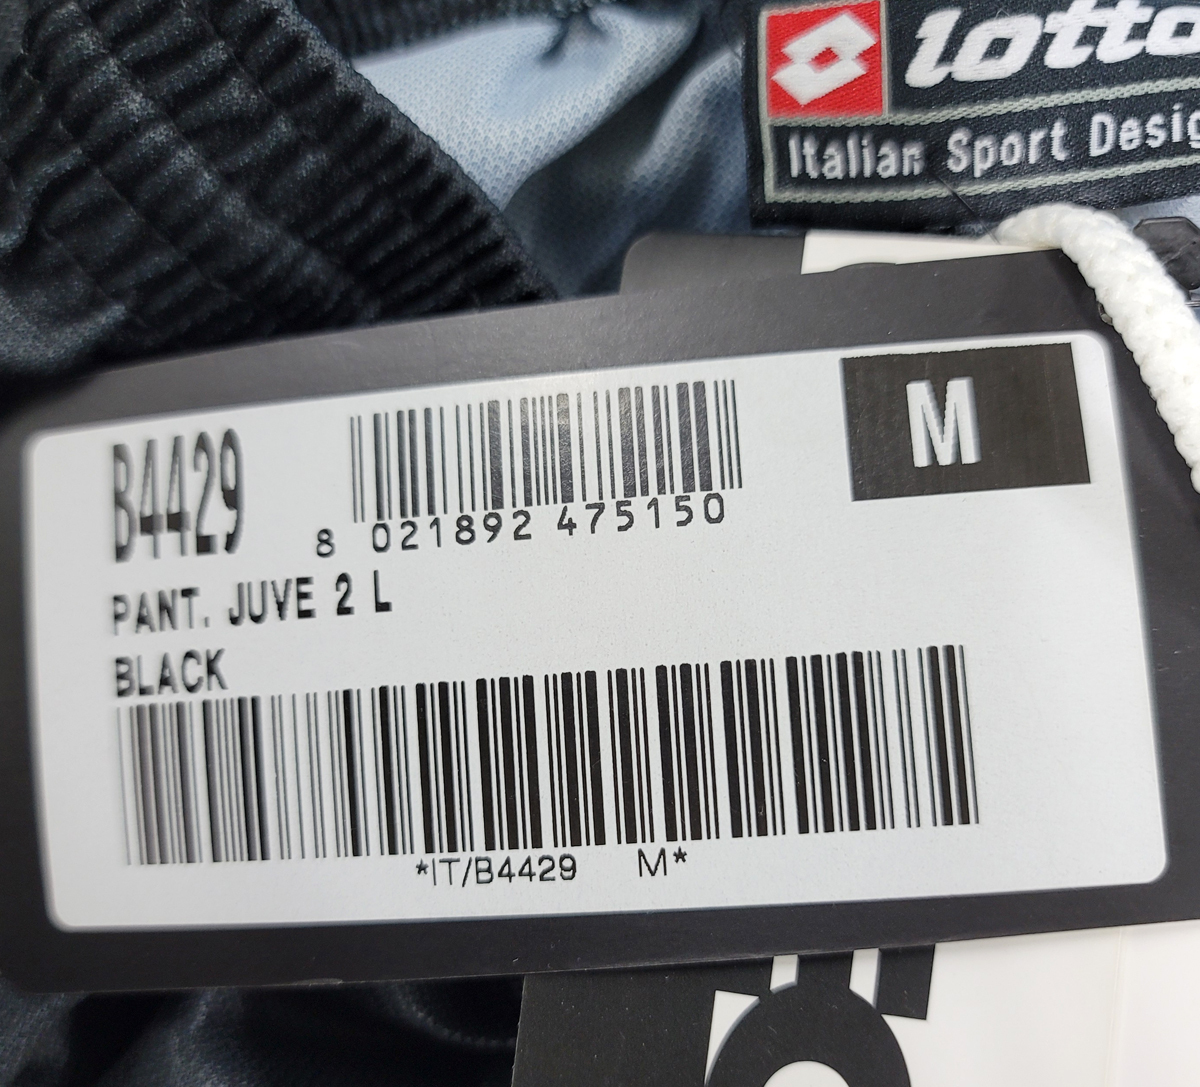 lotto
Italian Sport Desig
M
B4429
8 021892 475150
PANT. JUVE 2 L
BLACK
*IT/B4429 M*